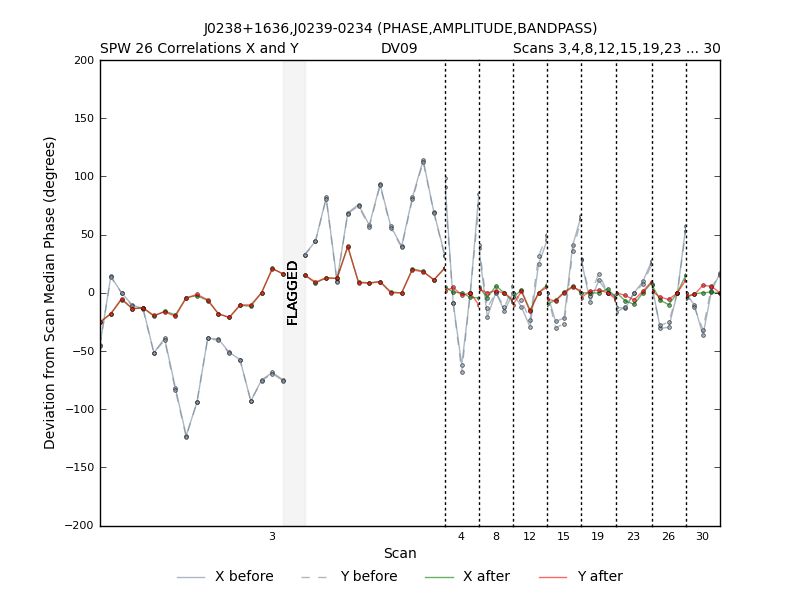 J0238+1636,J0239-0234 (PHASE,AMPLITUDE,BANDPASS)
SPW 26 Correlations X and Y DV09 Scans 3,4,8,12,15,19,23 ... 30
200
150
100
50
0
−50
−100
−150
−200
Deviation from Scan Median Phase (degrees)
FLAGGED
3 4 8 12 15 19 23 26 30
Scan
X before Y before X after Y after